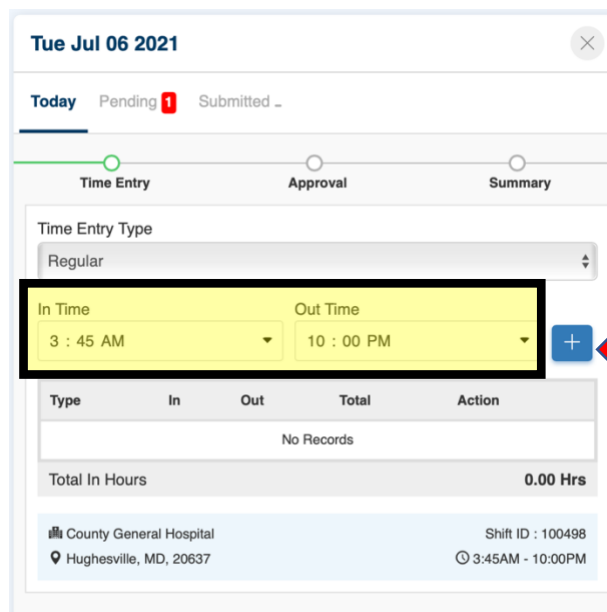 Tue Jul 06 2021
Today Pending 1 Submitted
Time Entry Approval Summary
Time Entry Type
Regular
In Time Out Time
3 : 45 AM 10 : 00 PM +
Type In Out Total Action
No Records
Total In Hours 0.00 Hrs
County General Hospital Shift ID : 100498
Hughesville, MD, 20637 3:45AM - 10:00PM